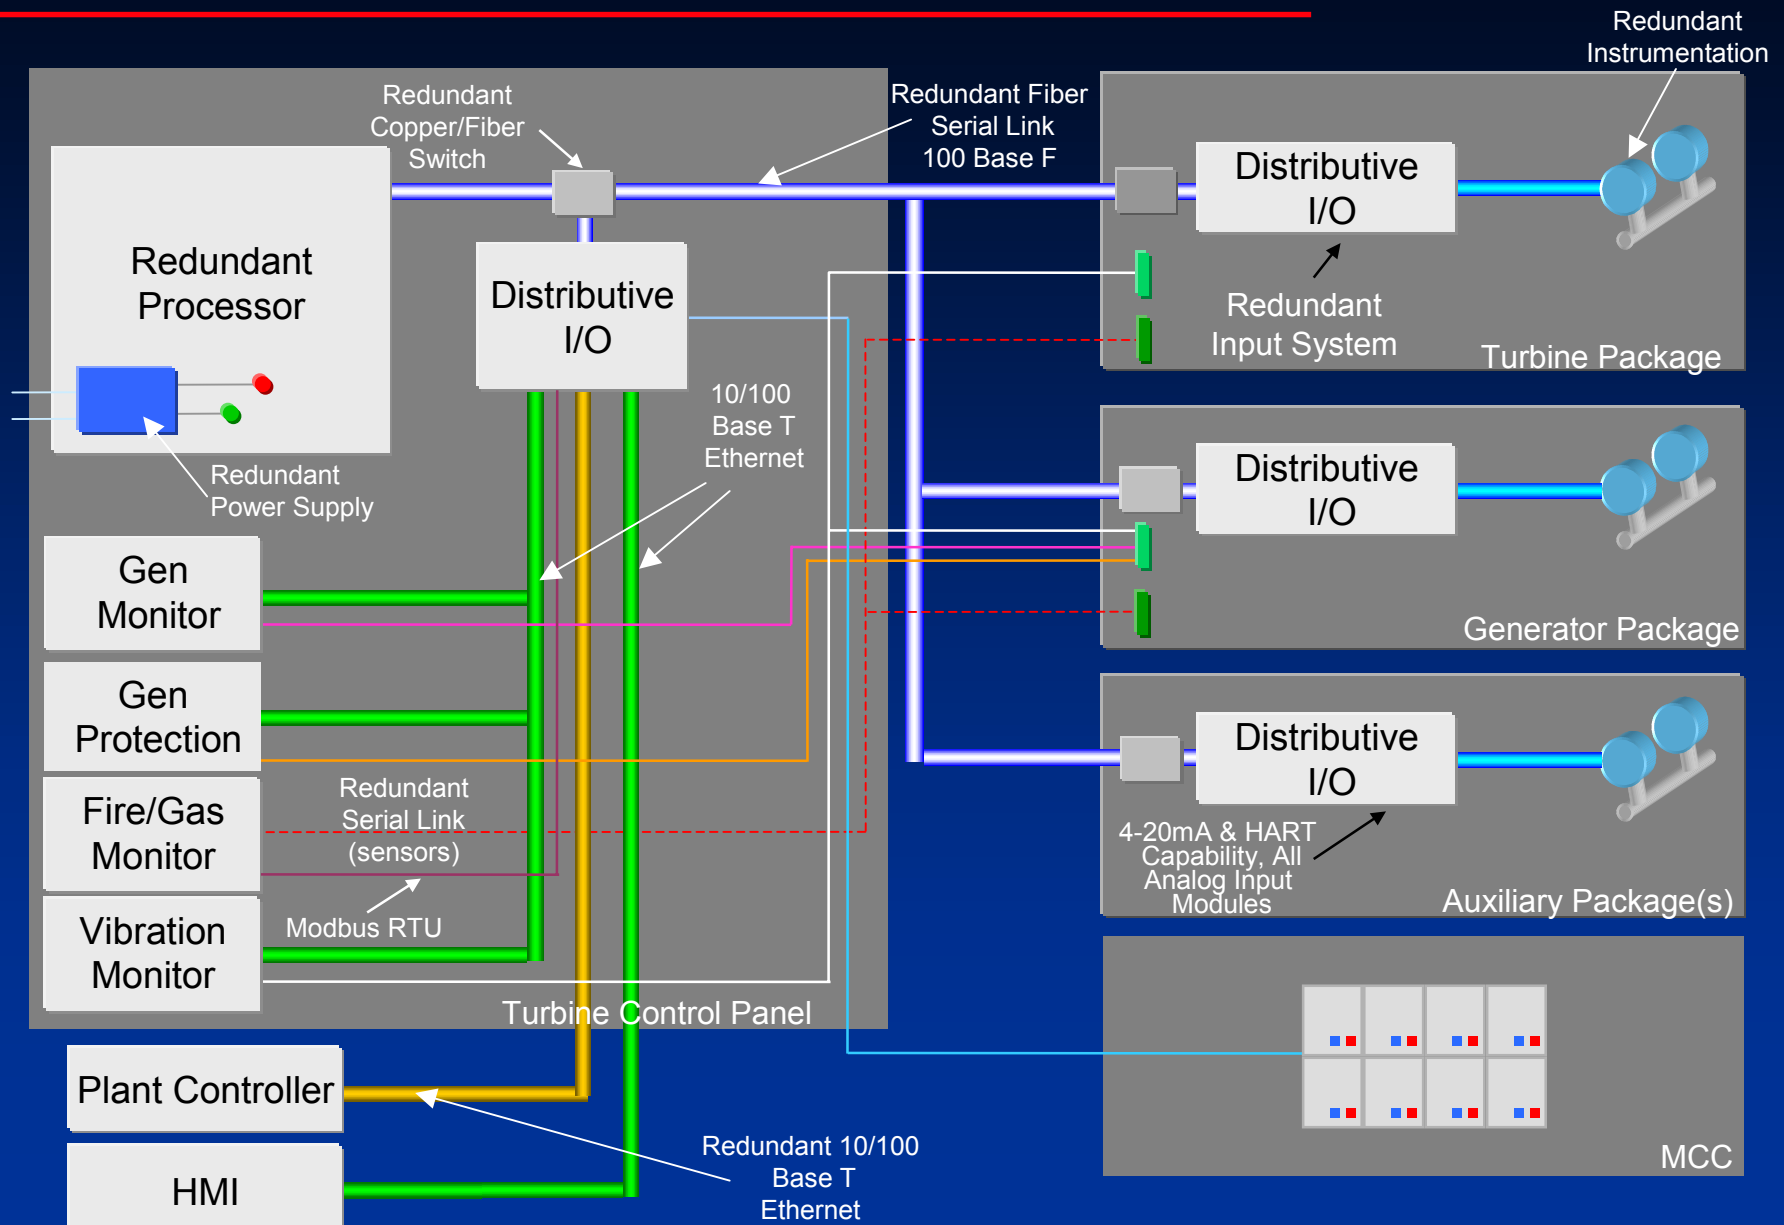 Redundant
Instrumentation
Redundant
Copper/Fiber
Switch
Redundant Fiber
Serial Link
100 Base F
Redundant
Processor
Distributive
I/O
Distributive
I/O
Redundant
Input System
Turbine Package
10/100
Base T
Ethernet
Redundant
Power Supply
Distributive
I/O
Generator Package
Gen
Monitor
Gen
Protection
Fire/Gas
Monitor
Vibration
Monitor
Redundant
Serial Link
(sensors)
Modbus RTU
Turbine Control Panel
Distributive
I/O
4-20mA & HART
Capability, All
Analog Input
Modules
Auxiliary Package(s)
Plant Controller
HMI
Redundant 10/100
Base T
Ethernet
MCC